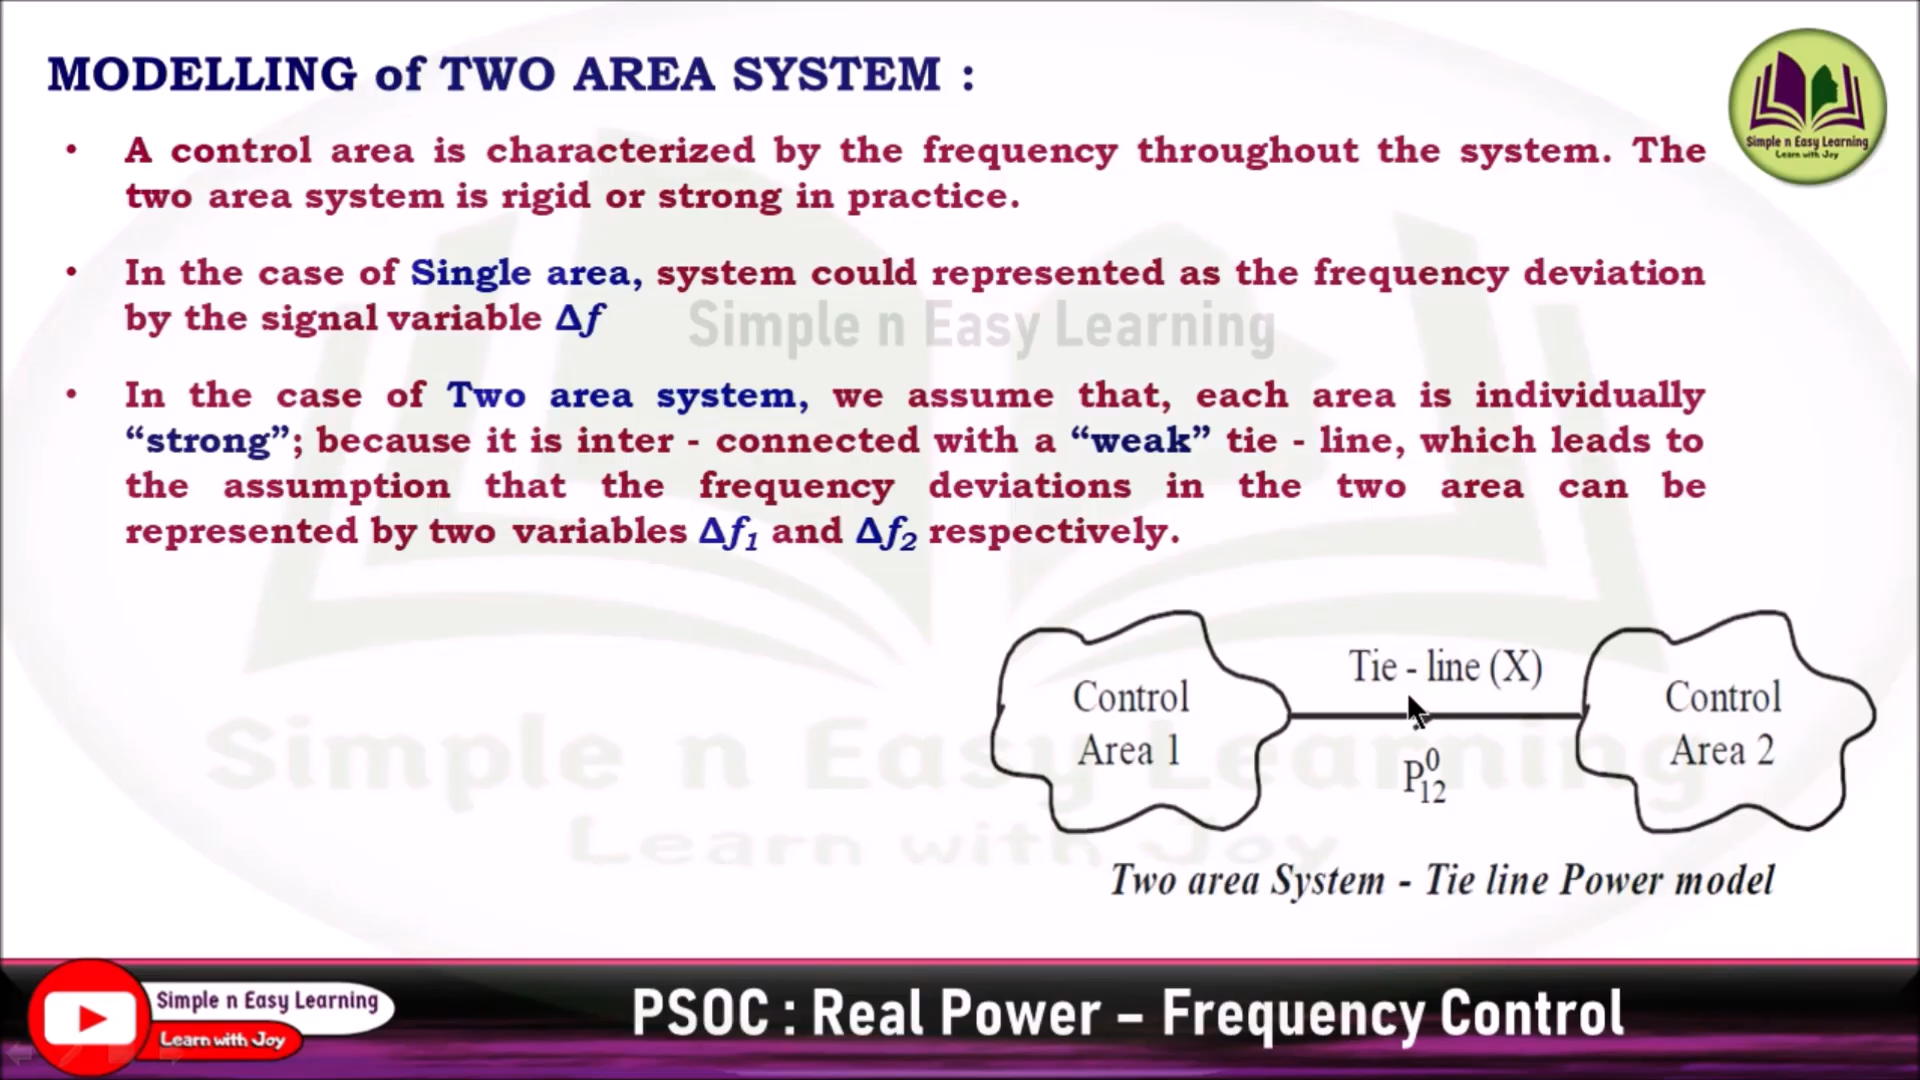 MODELLING of TWO AREA SYSTEM :
• A control area is characterized by the frequency throughout the system. The
two area system is rigid or strong in practice.
• In the case of Single area, system could represented as the frequency deviation
by the signal variable Δf
• In the case of Two area system, we assume that, each area is individually
“strong”; because it is inter - connected with a “weak” tie - line, which leads to
the assumption that the frequency deviations in the two area can be
represented by two variables Δf₁ and Δf₂ respectively.
Simple n Easy Learning
Learn with Joy
Simple n Easy Learning
Simple n Easy Learning
Learn with Joy
Control
Area 1
Tie - line (X)
P⁰₁₂
Control
Area 2
Two area System - Tie line Power model
Simple n Easy Learning
Learn with Joy
PSOC : Real Power – Frequency Control